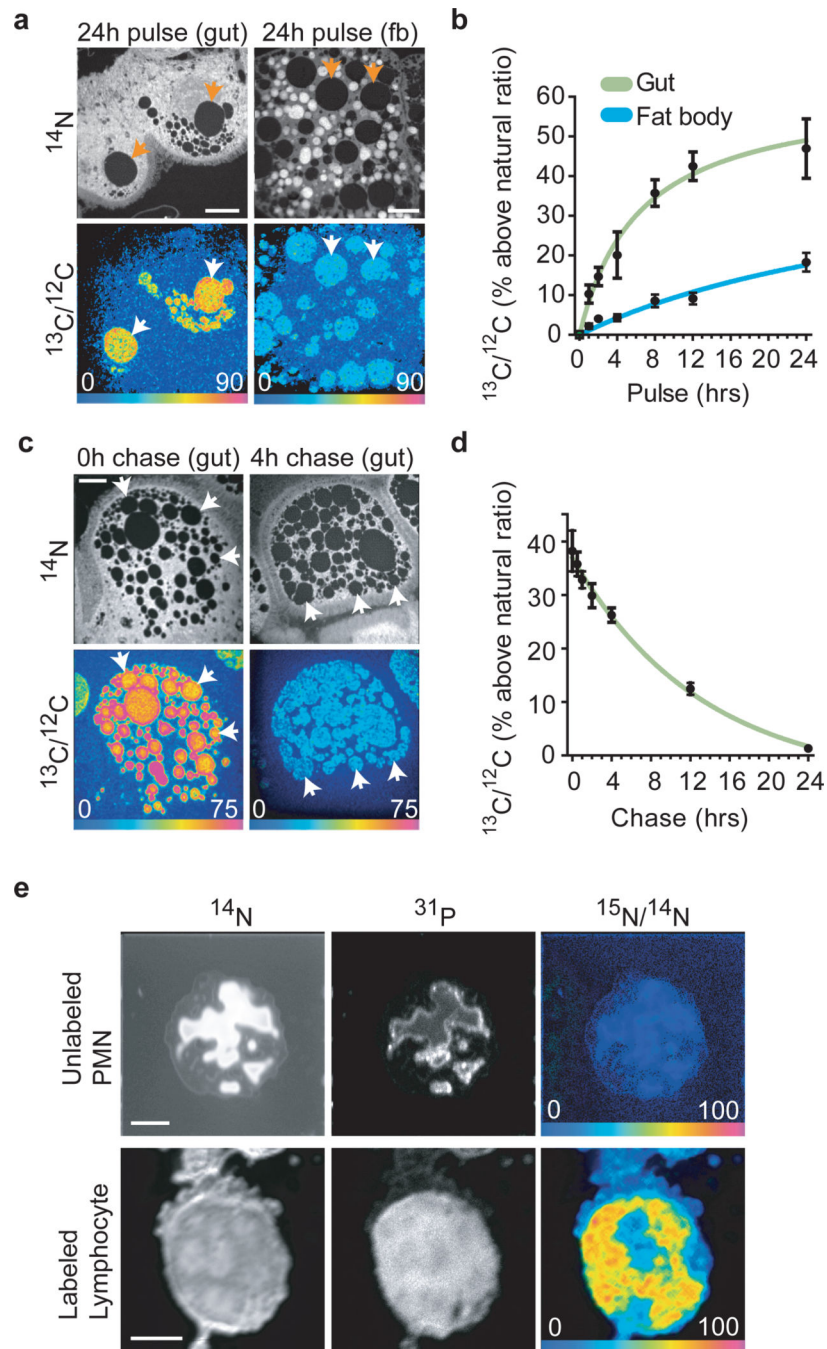 a
24h pulse (gut)
24h pulse (fb)
¹⁴N
¹³C/¹²C
0
90
0
90
b
Gut
Fat body
¹³C/¹²C (% above natural ratio)
60
50
40
30
20
10
0
0 4 8 12 16 20 24
Pulse (hrs)
c
0h chase (gut)
4h chase (gut)
¹⁴N
¹³C/¹²C
0
75
0
75
d
¹³C/¹²C (% above natural ratio)
40
30
20
10
0
0 4 8 12 16 20 24
Chase (hrs)
e
¹⁴N
³¹P
¹⁵N/¹⁴N
Unlabeled
PMN
0
100
Labeled
Lymphocyte
0
100